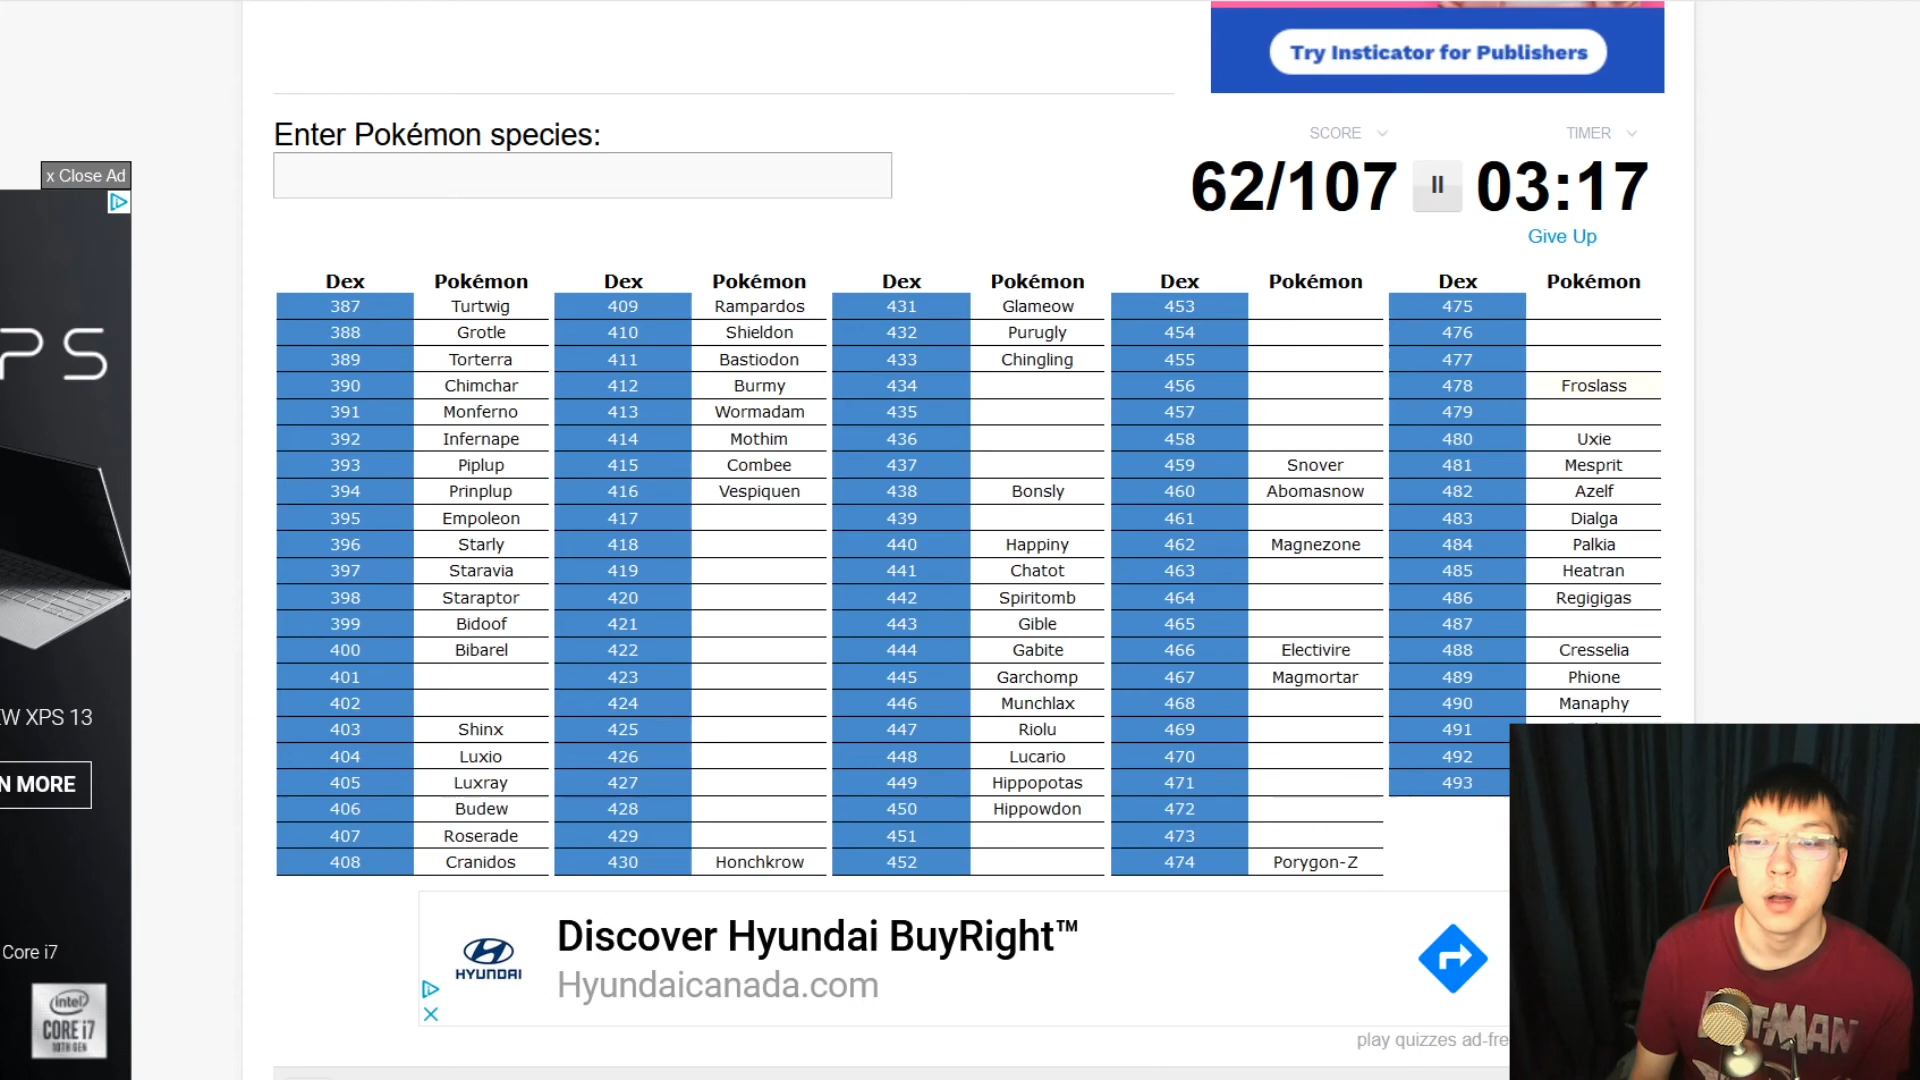 Try Insticator for Publishers
Enter Pokémon species:
SCORE
TIMER
62/107
03:17
Give Up
x Close Ad
PS
W XPS 13
N MORE
Core i7
intel
CORE i7
10TH GEN
Dex Pokémon Dex Pokémon Dex Pokémon Dex Pokémon Dex Pokémon
387 Turtwig 409 Rampardos 431 Glameow 453 475
388 Grotle 410 Shieldon 432 Purugly 454 476
389 Torterra 411 Bastiodon 433 Chingling 455 477
390 Chimchar 412 Burmy 434 456 478 Froslass
391 Monferno 413 Wormadam 435 457 479
392 Infernape 414 Mothim 436 458 480 Uxie
393 Piplup 415 Combee 437 459 Snover 481 Mesprit
394 Prinplup 416 Vespiquen 438 Bonsly 460 Abomasnow 482 Azelf
395 Empoleon 417 439 461 483 Dialga
396 Starly 418 440 Happiny 462 Magnezone 484 Palkia
397 Staravia 419 441 Chatot 463 485 Heatran
398 Staraptor 420 442 Spiritomb 464 486 Regigigas
399 Bidoof 421 443 Gible 465 487
400 Bibarel 422 444 Gabite 466 Electivire 488 Cresselia
401 423 445 Garchomp 467 Magmortar 489 Phione
402 424 446 Munchlax 468 490 Manaphy
403 Shinx 425 447 Riolu 469 491
404 Luxio 426 448 Lucario 470 492
405 Luxray 427 449 Hippopotas 471 493
406 Budew 428 450 Hippowdon 472
407 Roserade 429 451 473
408 Cranidos 430 Honchkrow 452 474 Porygon-Z
HYUNDAI
Discover Hyundai BuyRight™
Hyundaicanada.com
play quizzes ad-fre